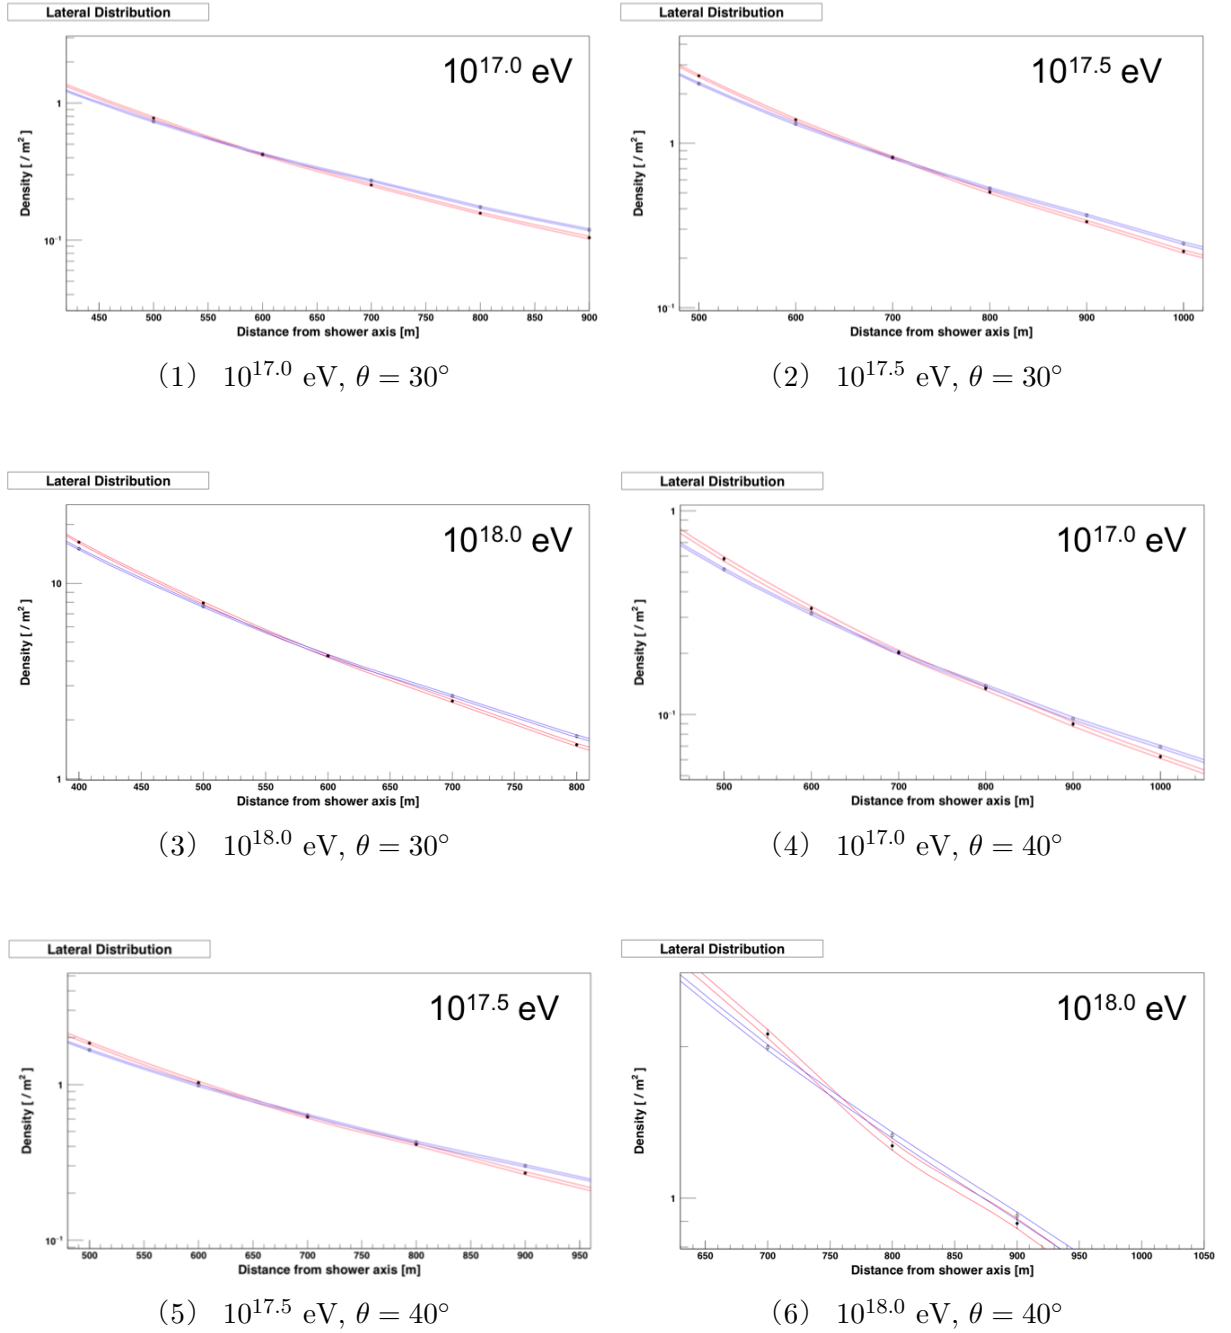 Lateral Distribution
10^17.0 eV
Density [ / m^2 ]
1
10^-1
450 500 550 600 650 700 750 800 850 900
Distance from shower axis [m]
(1) 10^17.0 eV, θ = 30°
Lateral Distribution
10^17.5 eV
Density [ / m^2 ]
1
10^-1
500 600 700 800 900 1000
Distance from shower axis [m]
(2) 10^17.5 eV, θ = 30°
Lateral Distribution
10^18.0 eV
Density [ / m^2 ]
10
1
400 450 500 550 600 650 700 750 800
Distance from shower axis [m]
(3) 10^18.0 eV, θ = 30°
Lateral Distribution
10^17.0 eV
Density [ / m^2 ]
1
10^-1
500 600 700 800 900 1000
Distance from shower axis [m]
(4) 10^17.0 eV, θ = 40°
Lateral Distribution
10^17.5 eV
Density [ / m^2 ]
1
10^-1
500 550 600 650 700 750 800 850 900 950
Distance from shower axis [m]
(5) 10^17.5 eV, θ = 40°
Lateral Distribution
10^18.0 eV
Density [ / m^2 ]
1
650 700 750 800 850 900 950 1000 1050
Distance from shower axis [m]
(6) 10^18.0 eV, θ = 40°